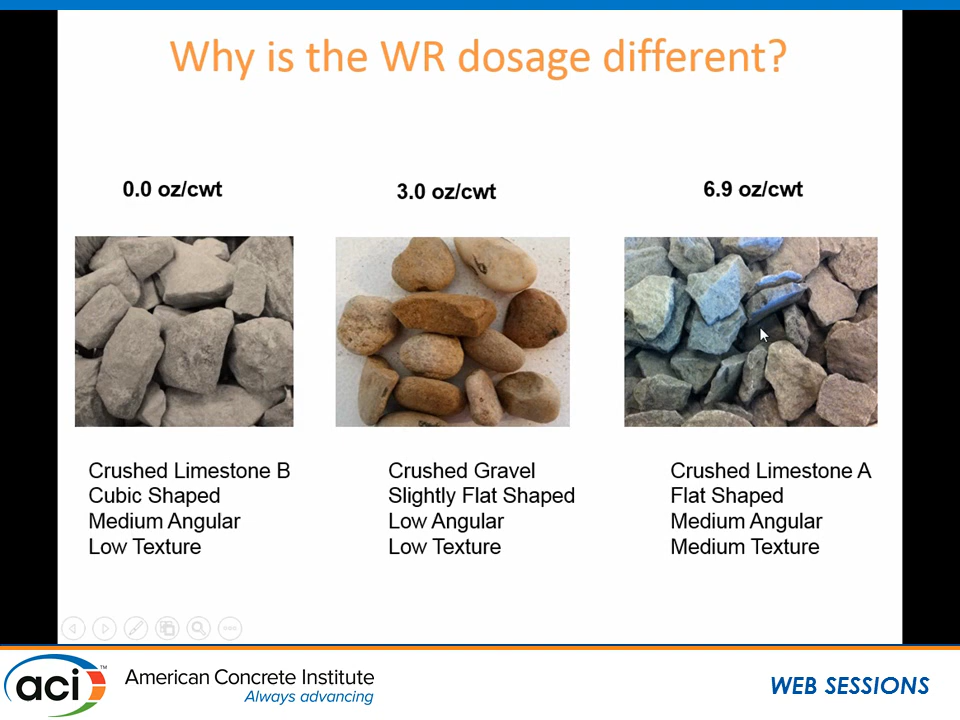 Why is the WR dosage different?
0.0 oz/cwt
3.0 oz/cwt
6.9 oz/cwt
Crushed Limestone B
Cubic Shaped
Medium Angular
Low Texture
Crushed Gravel
Slightly Flat Shaped
Low Angular
Low Texture
Crushed Limestone A
Flat Shaped
Medium Angular
Medium Texture
aci™
American Concrete Institute
Always advancing
WEB SESSIONS